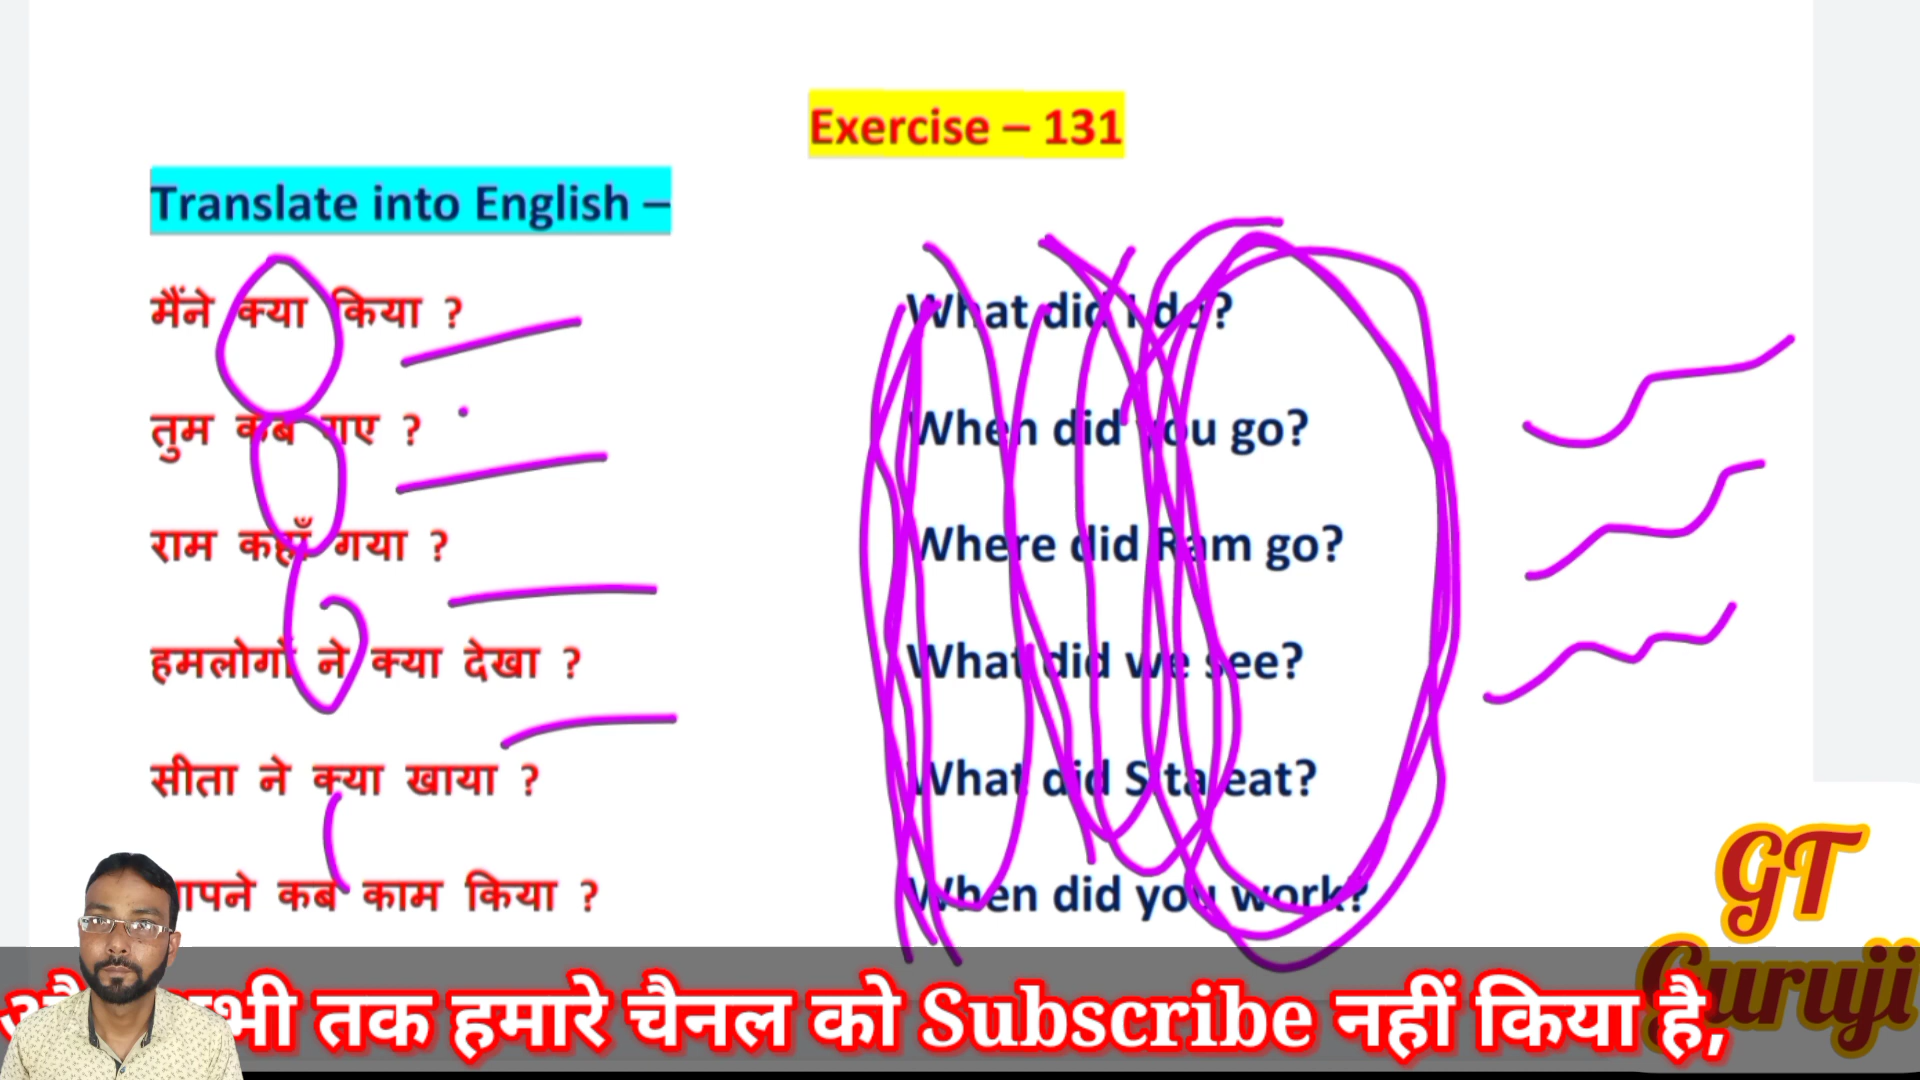 Exercise – 131
Translate into English –
मैंने क्या किया ? What did I do?
तुम कब गए ? When did you go?
राम कहाँ गया ? Where did Ram go?
हमलोगों ने क्या देखा ? What did we see?
सीता ने क्या खाया ? What did Sita eat?
कब काम किया ? When did you work?
GT
Guruji
तक हमारे चैनल को Subscribe नहीं किया है,